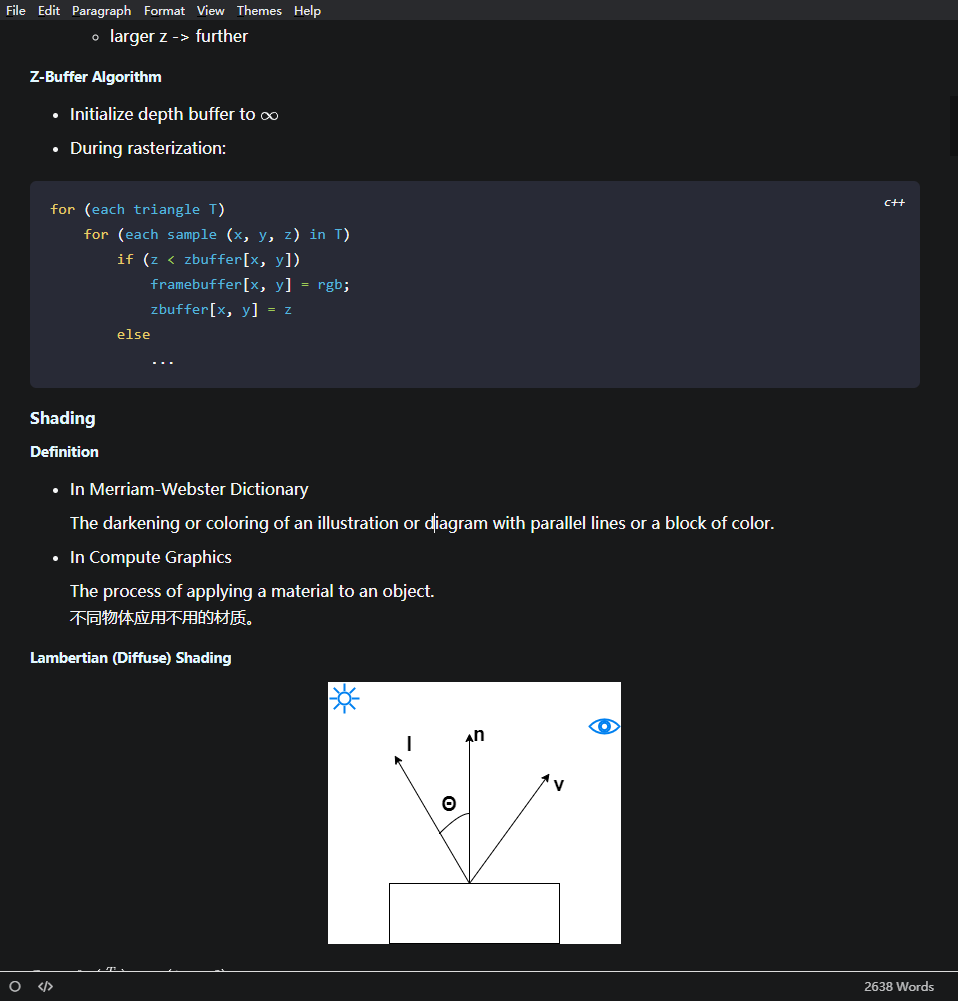 File Edit Paragraph Format View Themes Help
larger z -> further
Z-Buffer Algorithm
Initialize depth buffer to ∞
During rasterization:
c++
for (each triangle T)
    for (each sample (x, y, z) in T)
        if (z < zbuffer[x, y])
            framebuffer[x, y] = rgb;
            zbuffer[x, y] = z
        else
            ...
Shading
Definition
In Merriam-Webster Dictionary
The darkening or coloring of an illustration or diagram with parallel lines or a block of color.
In Compute Graphics
The process of applying a material to an object.
不同物体应用不用的材质。
Lambertian (Diffuse) Shading
l
n
v
Θ
2638 Words